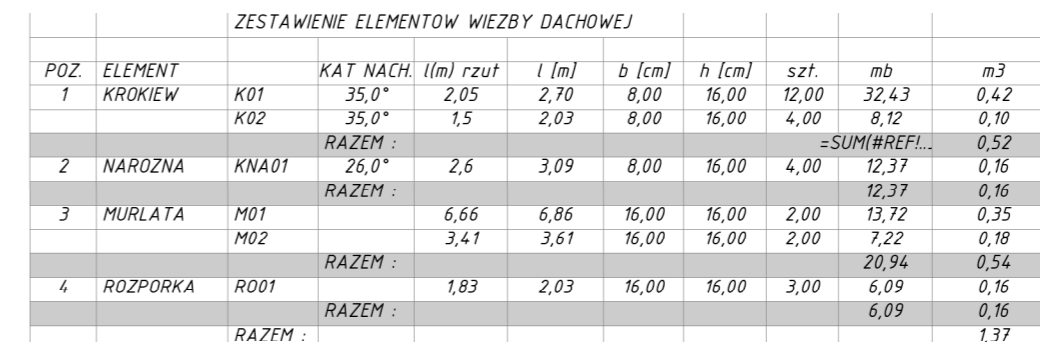 ZESTAWIENIE ELEMENTOW WIEZBY DACHOWEJ
POZ. ELEMENT KAT NACH. l(m) rzut l [m] b [cm] h [cm] szt. mb m3
1 KROKIEW K01 35,0° 2,05 2,70 8,00 16,00 12,00 32,43 0,42
K02 35,0° 1,5 2,03 8,00 16,00 4,00 8,12 0,10
RAZEM : =SUM(#REF!... 0,52
2 NAROZNA KNA01 26,0° 2,6 3,09 8,00 16,00 4,00 12,37 0,16
RAZEM : 12,37 0,16
3 MURLATA M01 6,66 6,86 16,00 16,00 2,00 13,72 0,35
M02 3,41 3,61 16,00 16,00 2,00 7,22 0,18
RAZEM : 20,94 0,54
4 ROZPORKA RO01 1,83 2,03 16,00 16,00 3,00 6,09 0,16
RAZEM : 6,09 0,16
RAZEM : 1,37